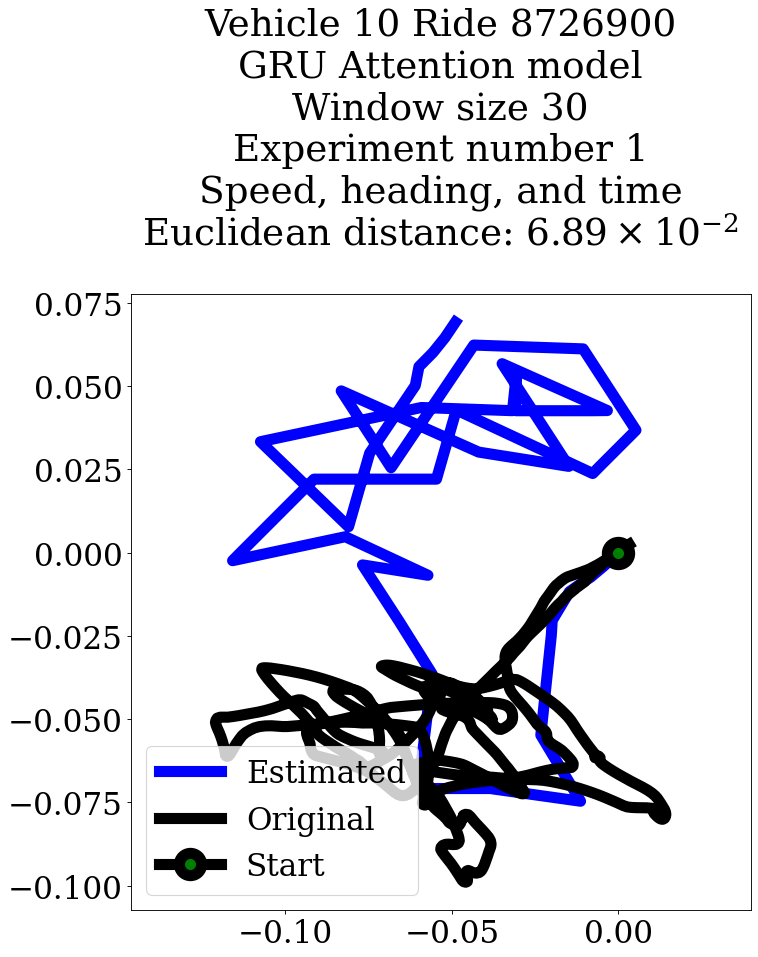 Vehicle 10 Ride 8726900
GRU Attention model
Window size 30
Experiment number 1
Speed, heading, and time
Euclidean distance: 6.89 × 10⁻²
0.075
0.050
0.025
0.000
−0.025
−0.050
−0.075
−0.100
Estimated
Original
Start
−0.10
−0.05
0.00